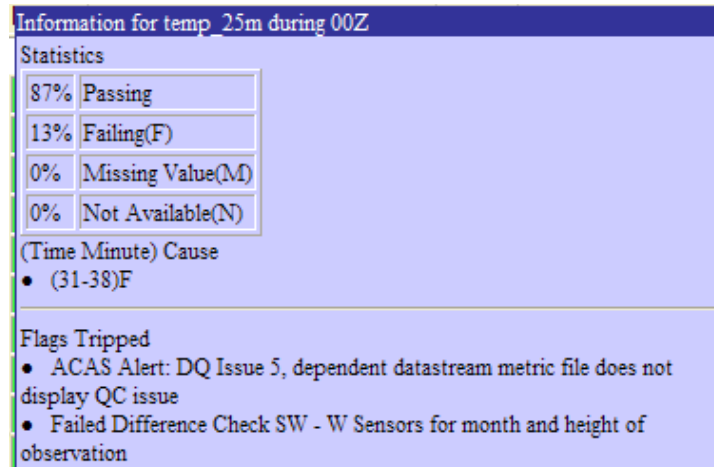 Information for temp_25m during 00Z
Statistics
87% Passing
13% Failing(F)
0% Missing Value(M)
0% Not Available(N)
(Time Minute) Cause
● (31-38)F
Flags Tripped
● ACAS Alert: DQ Issue 5, dependent datastream metric file does not
display QC issue
● Failed Difference Check SW - W Sensors for month and height of
observation